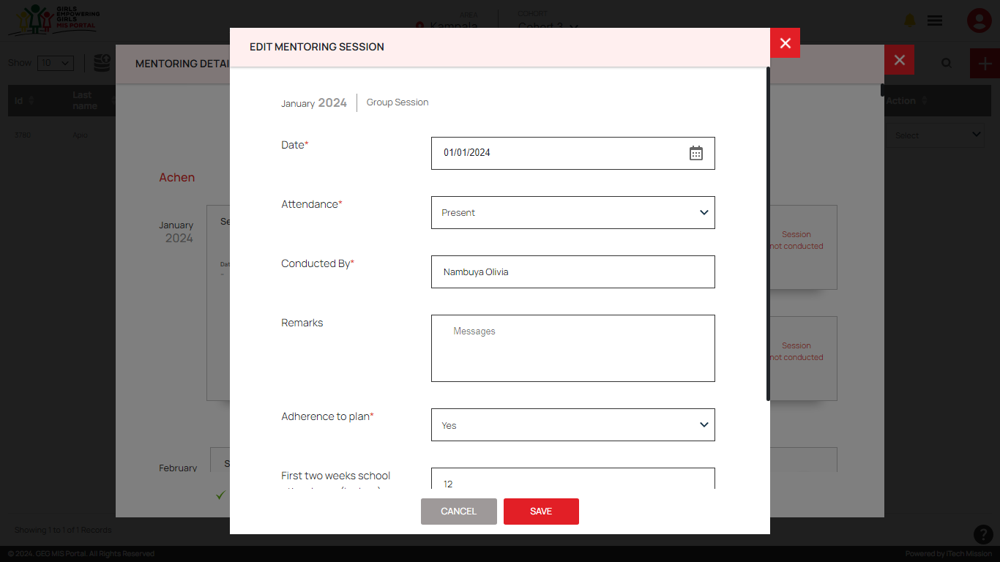 GIRLS
EMPOWERING
GIRLS
MIS PORTAL
AREA
Kampala
COHORT
Cohort 3
Show 10
Id
Last
name
Action
3780
Apio
Select
MENTORING DETAI
Achen
January
2024
Se
Dat
–
Session
not conducted
Session
not conducted
February
S
EDIT MENTORING SESSION
January 2024 Group Session
Date*
01/01/2024
Attendance*
Present
Conducted By*
Nambuya Olivia
Remarks
Messages
Adherence to plan*
Yes
First two weeks school
12
CANCEL
SAVE
Showing 1 to 1 of 1 Records
© 2024. GEG MIS Portal. All Rights Reserved
Powered by iTech Mission